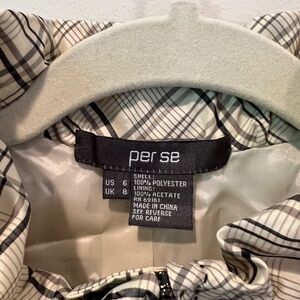 per se
US 6
UK 8
SHELL:
100% POLYESTER
LINING:
100% ACETATE
RN 69161
MADE IN CHINA
SEE REVERSE
FOR CARE